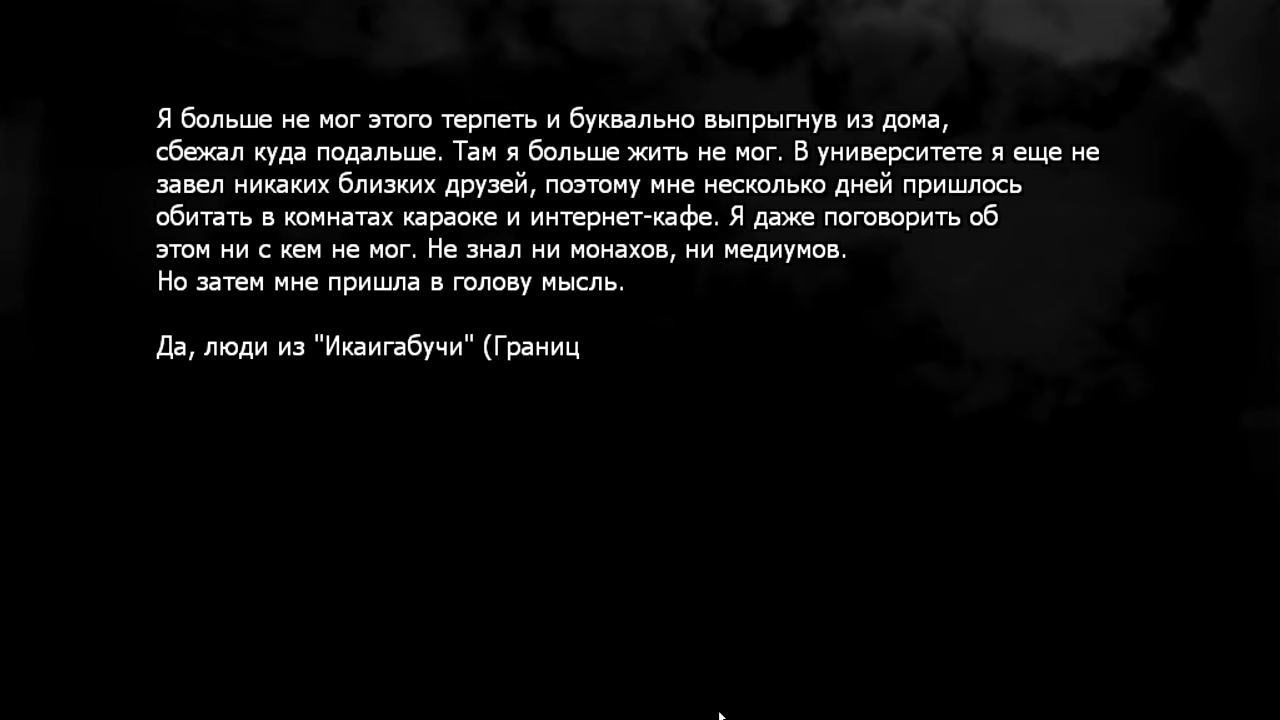 Я больше не мог этого терпеть и буквально выпрыгнув из дома,
сбежал куда подальше. Там я больше жить не мог. В университете я еще не
завел никаких близких друзей, поэтому мне несколько дней пришлось
обитать в комнатах караоке и интернет-кафе. Я даже поговорить об
этом ни с кем не мог. Не знал ни монахов, ни медиумов.
Но затем мне пришла в голову мысль.
Да, люди из "Икаигабучи" (Границ